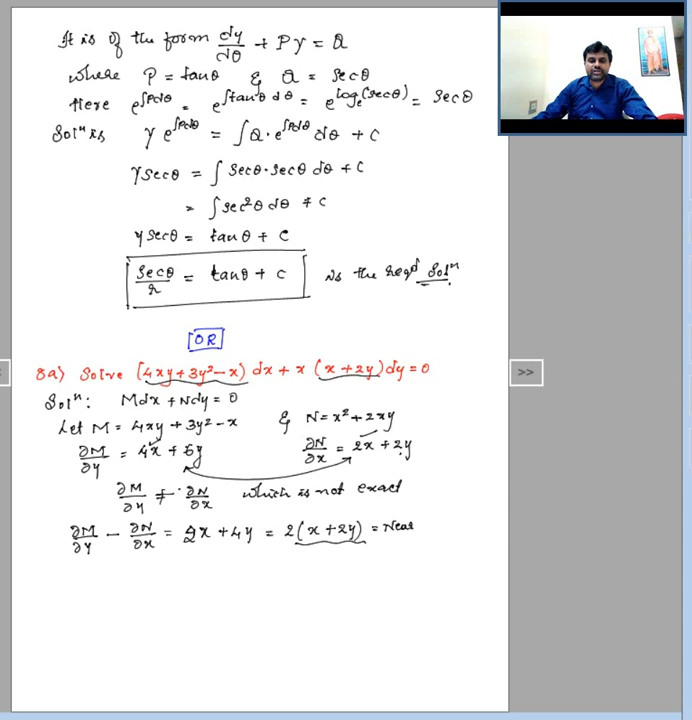 It is of the form dy/dθ + Py = Q
where P = tanθ & Q = secθ
Here e^∫Pdθ = e^∫tanθ dθ = e^log_e(secθ) = secθ
Solⁿ is y e^∫Pdθ = ∫Q·e^∫Pdθ dθ + C
y secθ = ∫ secθ·secθ dθ + C
= ∫sec²θ dθ + C
y secθ = tanθ + C
secθ/r = tanθ + C is the reqd Solⁿ
[OR]
8a) Solve (4xy+3y²-x) dx + x (x+2y)dy = 0
Solⁿ: Mdx + Ndy = 0
Let M = 4xy + 3y² - x & N = x² + 2xy
∂M/∂y = 4x + 6y ∂N/∂x = 2x + 2y
∂M/∂y ≠ ∂N/∂x which is not exact
∂M/∂y - ∂N/∂x = 2x + 4y = 2(x+2y) = Near
>>